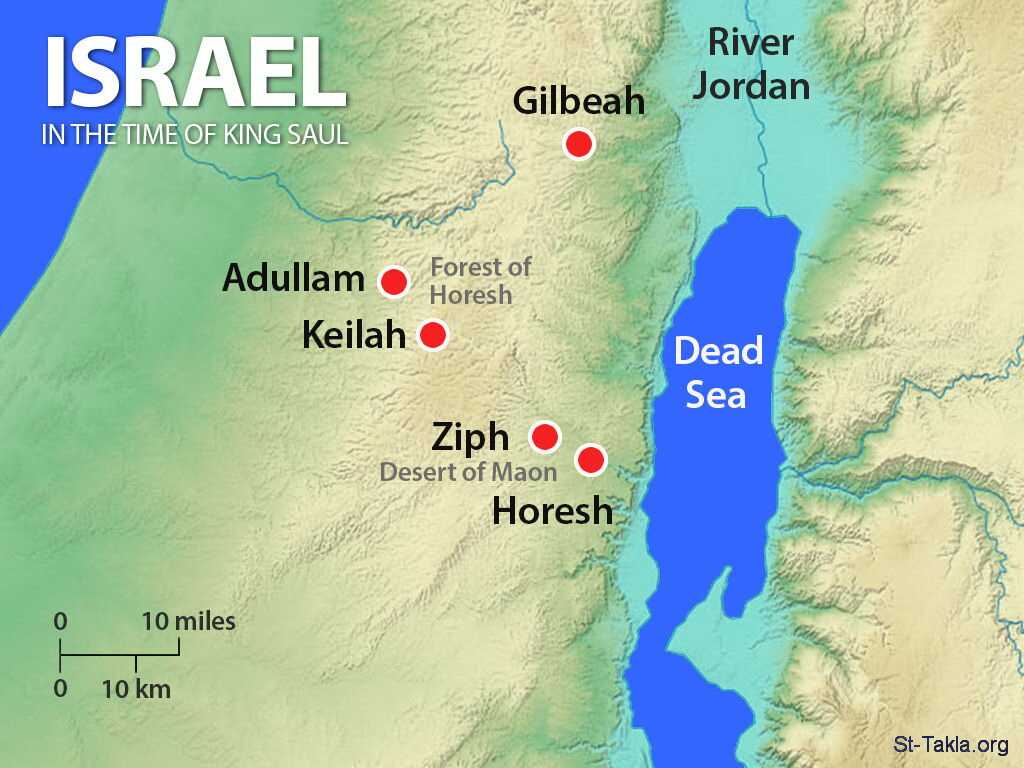 ISRAEL
IN THE TIME OF KING SAUL
River
Jordan
Gilbeah
Adullam
Forest of
Horesh
Keilah
Dead
Sea
Ziph
Desert of Maon
Horesh
0 10 miles
0 10 km
St-Takla.org